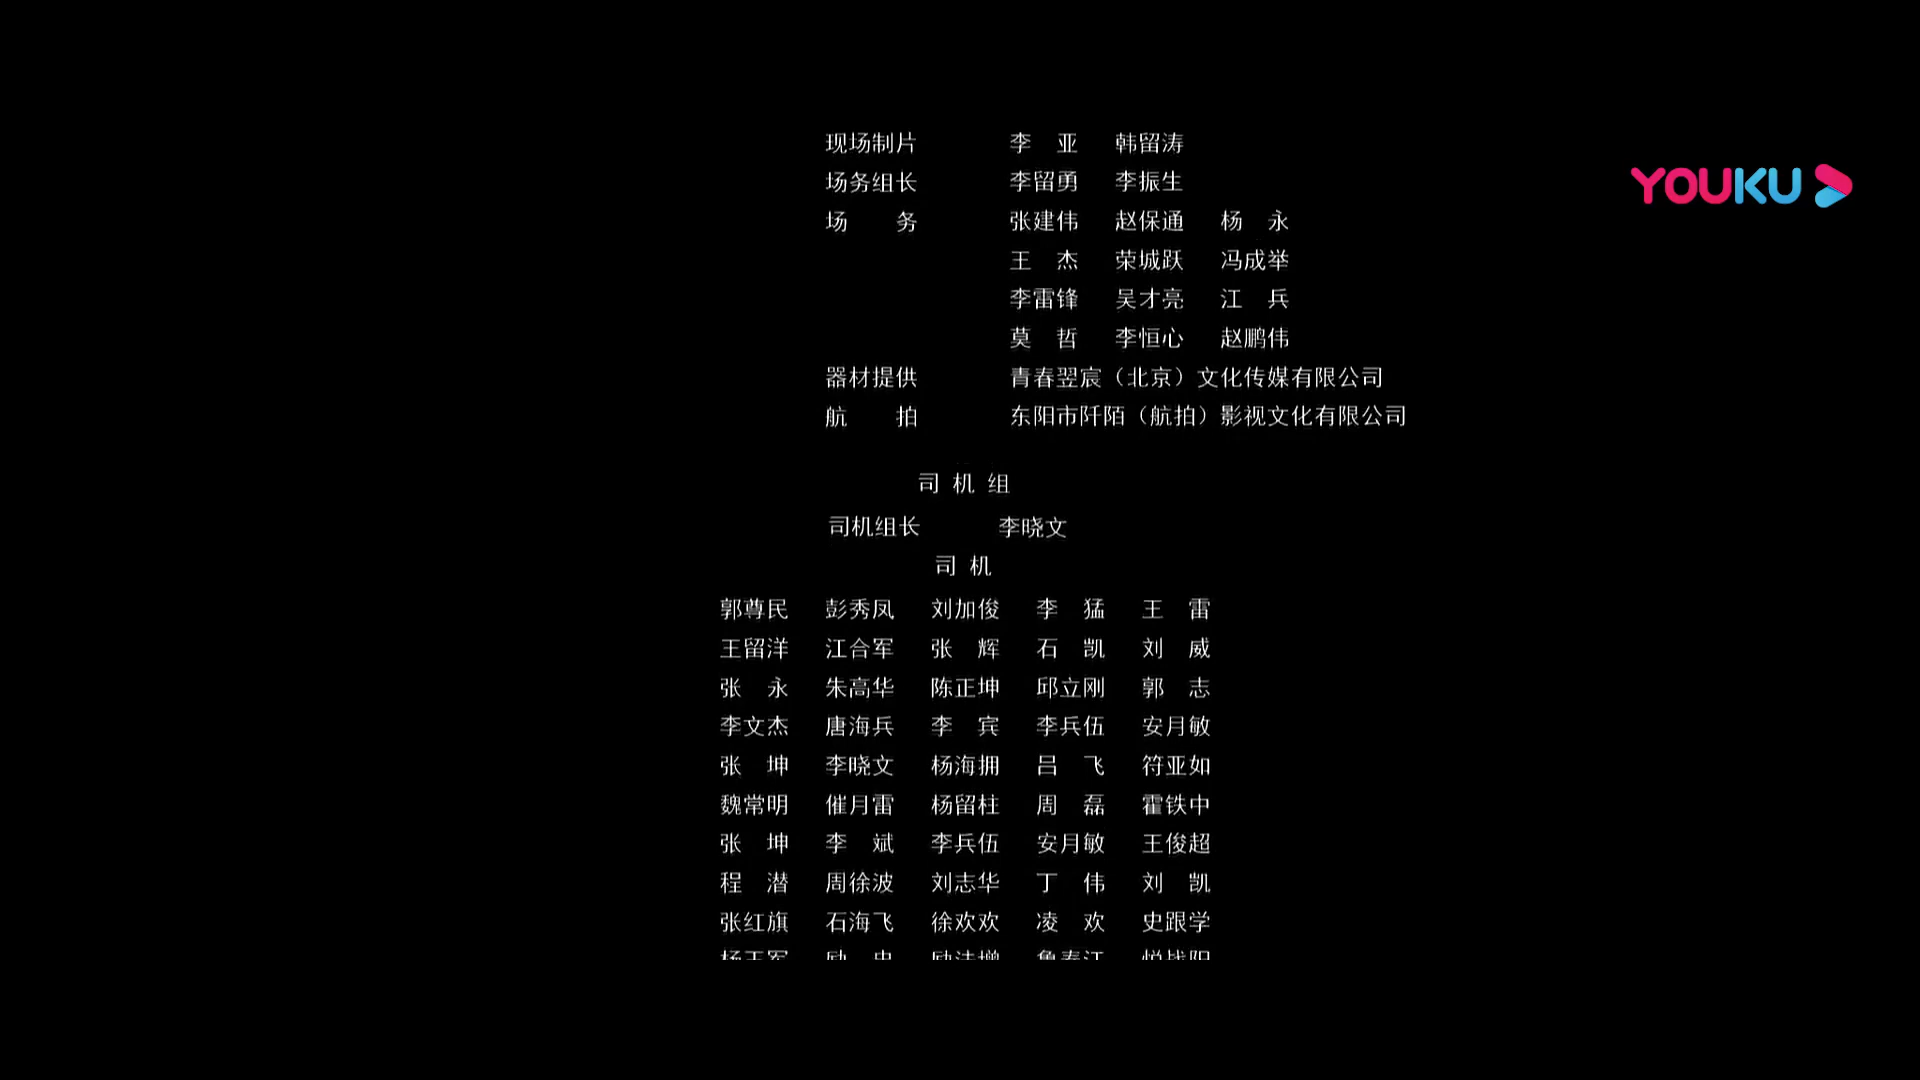 现场制片 李 亚 韩留涛
YOUKU
场务组长 李留勇 李振生
场 务 张建伟 赵保通 杨 永
王 杰 荣城跃 冯成举
李雷锋 吴才亮 江 兵
莫 哲 李恒心 赵鹏伟
器材提供 青春翌宸（北京）文化传媒有限公司
航 拍 东阳市阡陌（航拍）影视文化有限公司
司 机 组
司机组长 李晓文
司 机
郭尊民 彭秀凤 刘加俊 李 猛 王 雷
王留洋 江合军 张 辉 石 凯 刘 威
张 永 朱高华 陈正坤 邱立刚 郭 志
李文杰 唐海兵 李 宾 李兵伍 安月敏
张 坤 李晓文 杨海拥 吕 飞 符亚如
魏常明 催月雷 杨留柱 周 磊 霍铁中
张 坤 李 斌 李兵伍 安月敏 王俊超
程 潜 周徐波 刘志华 丁 伟 刘 凯
张红旗 石海飞 徐欢欢 凌 欢 史跟学